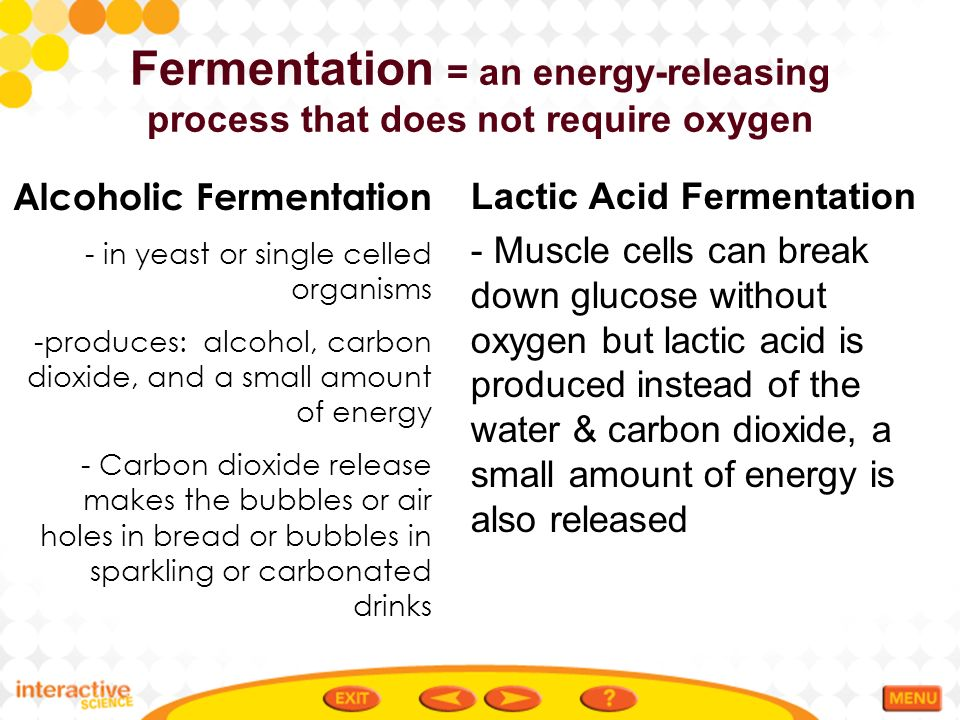 Fermentation = an energy-releasing
process that does not require oxygen
Alcoholic Fermentation
- in yeast or single celled
organisms
-produces: alcohol, carbon
dioxide, and a small amount
of energy
- Carbon dioxide release
makes the bubbles or air
holes in bread or bubbles in
sparkling or carbonated
drinks
Lactic Acid Fermentation
- Muscle cells can break
down glucose without
oxygen but lactic acid is
produced instead of the
water & carbon dioxide, a
small amount of energy is
also released
interactive
SCIENCE
EXIT
?
MENU